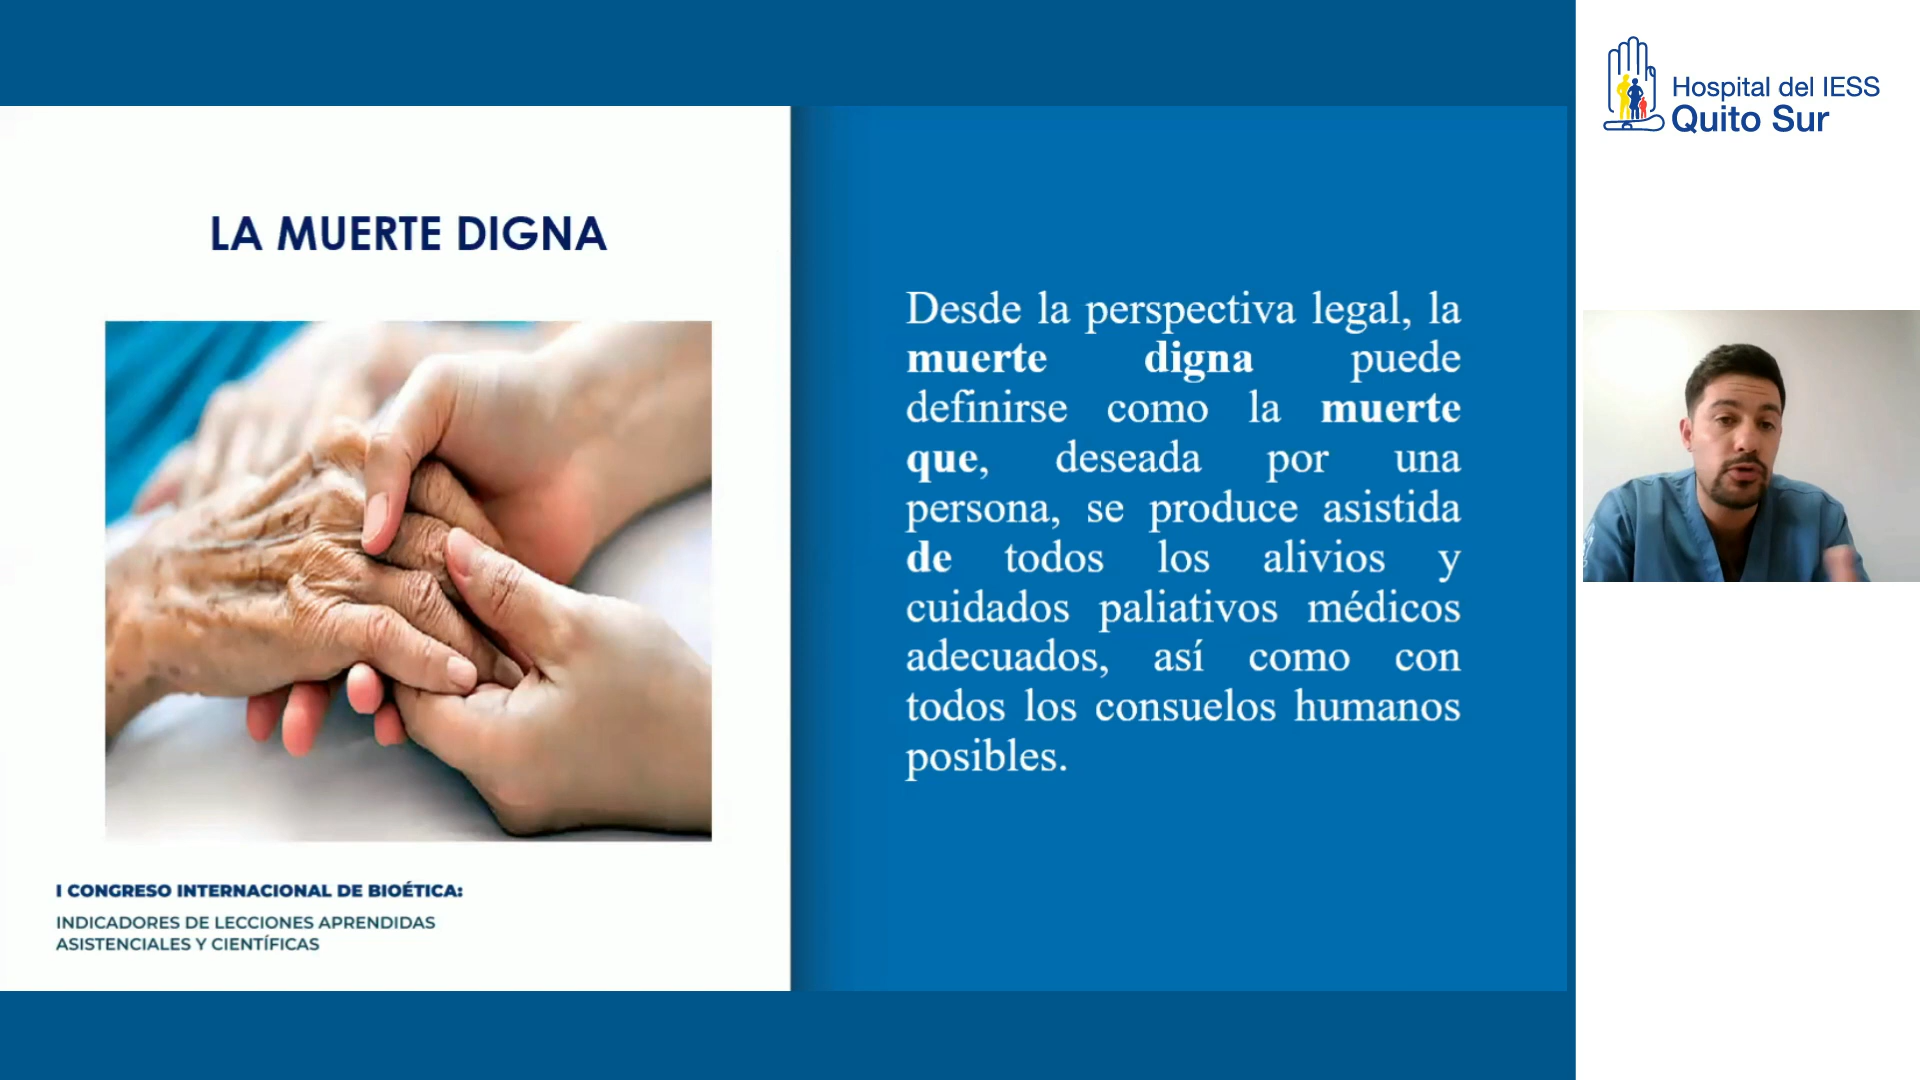 LA MUERTE DIGNA
I CONGRESO INTERNACIONAL DE BIOÉTICA:
INDICADORES DE LECCIONES APRENDIDAS
ASISTENCIALES Y CIENTÍFICAS
Desde la perspectiva legal, la
muerte digna puede
definirse como la muerte
que, deseada por una
persona, se produce asistida
de todos los alivios y
cuidados paliativos médicos
adecuados, así como con
todos los consuelos humanos
posibles.
Hospital del IESS
Quito Sur